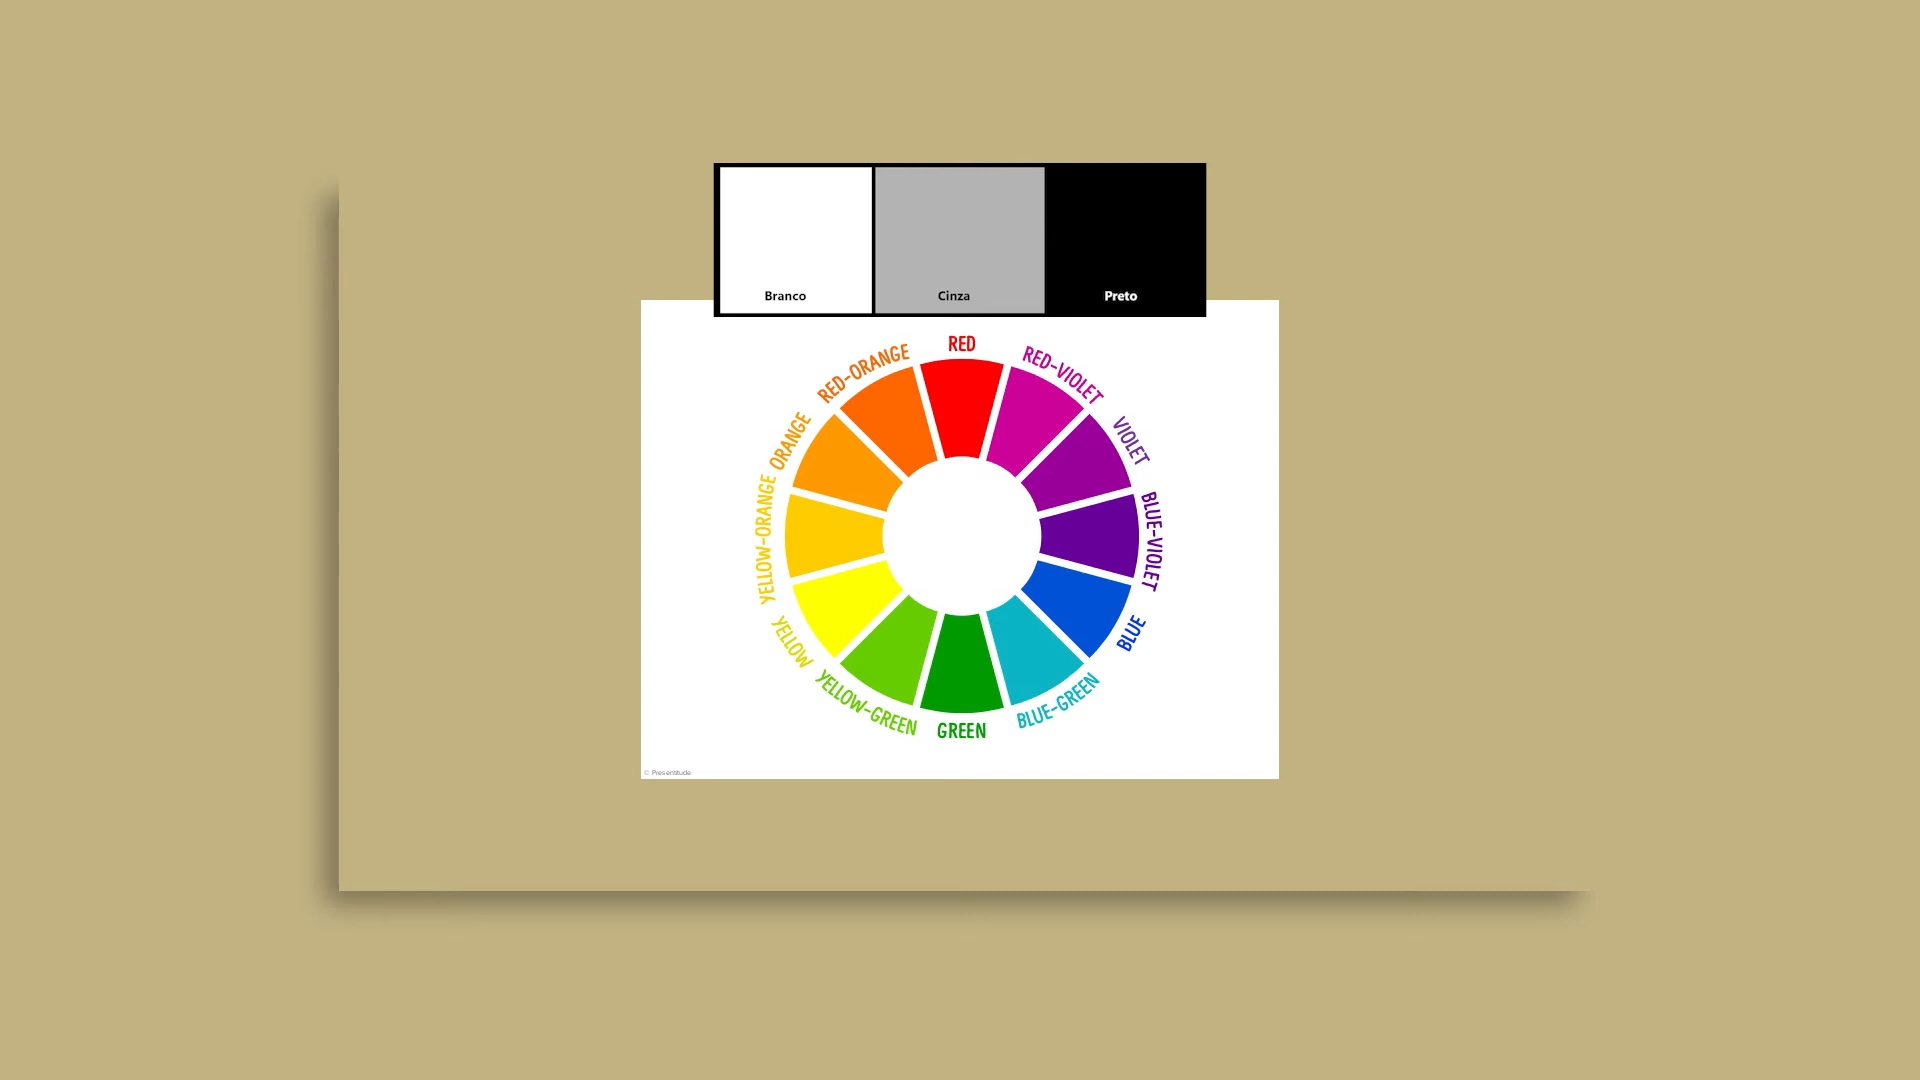 Branco
Cinza
Preto
RED
RED-VIOLET
VIOLET
BLUE-VIOLET
BLUE
BLUE-GREEN
GREEN
YELLOW-GREEN
YELLOW
YELLOW-ORANGE
ORANGE
RED-ORANGE
© Presentitude